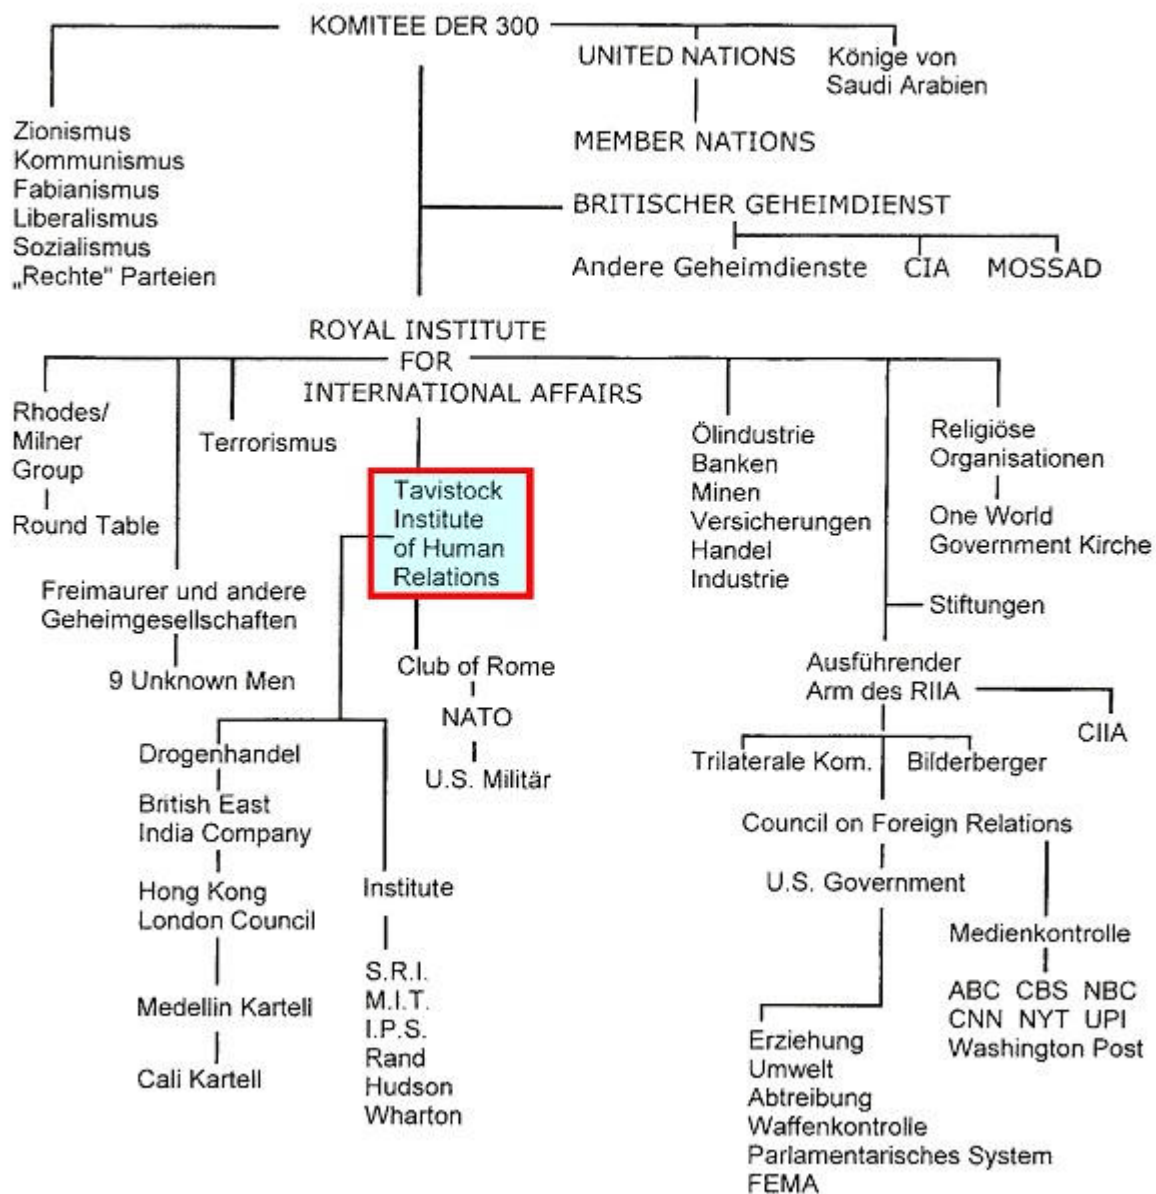 KOMITEE DER 300
UNITED NATIONS
Könige von
Saudi Arabien
MEMBER NATIONS
Zionismus
Kommunismus
Fabianismus
Liberalismus
Sozialismus
„Rechte" Parteien
BRITISCHER GEHEIMDIENST
Andere Geheimdienste
CIA
MOSSAD
ROYAL INSTITUTE
FOR
INTERNATIONAL AFFAIRS
Rhodes/
Milner
Group
Round Table
Terrorismus
Freimaurer und andere
Geheimgesellschaften
9 Unknown Men
Tavistock
Institute
of Human
Relations
Club of Rome
NATO
U.S. Militär
Drogenhandel
British East
India Company
Hong Kong
London Council
Medellin Kartell
Cali Kartell
Institute
S.R.I.
M.I.T.
I.P.S.
Rand
Hudson
Wharton
Ölindustrie
Banken
Minen
Versicherungen
Handel
Industrie
Religiöse
Organisationen
One World
Government Kirche
Stiftungen
Ausführender
Arm des RIIA
CIIA
Trilaterale Kom.
Bilderberger
Council on Foreign Relations
U.S. Government
Medienkontrolle
ABC CBS NBC
CNN NYT UPI
Washington Post
Erziehung
Umwelt
Abtreibung
Waffenkontrolle
Parlamentarisches System
FEMA